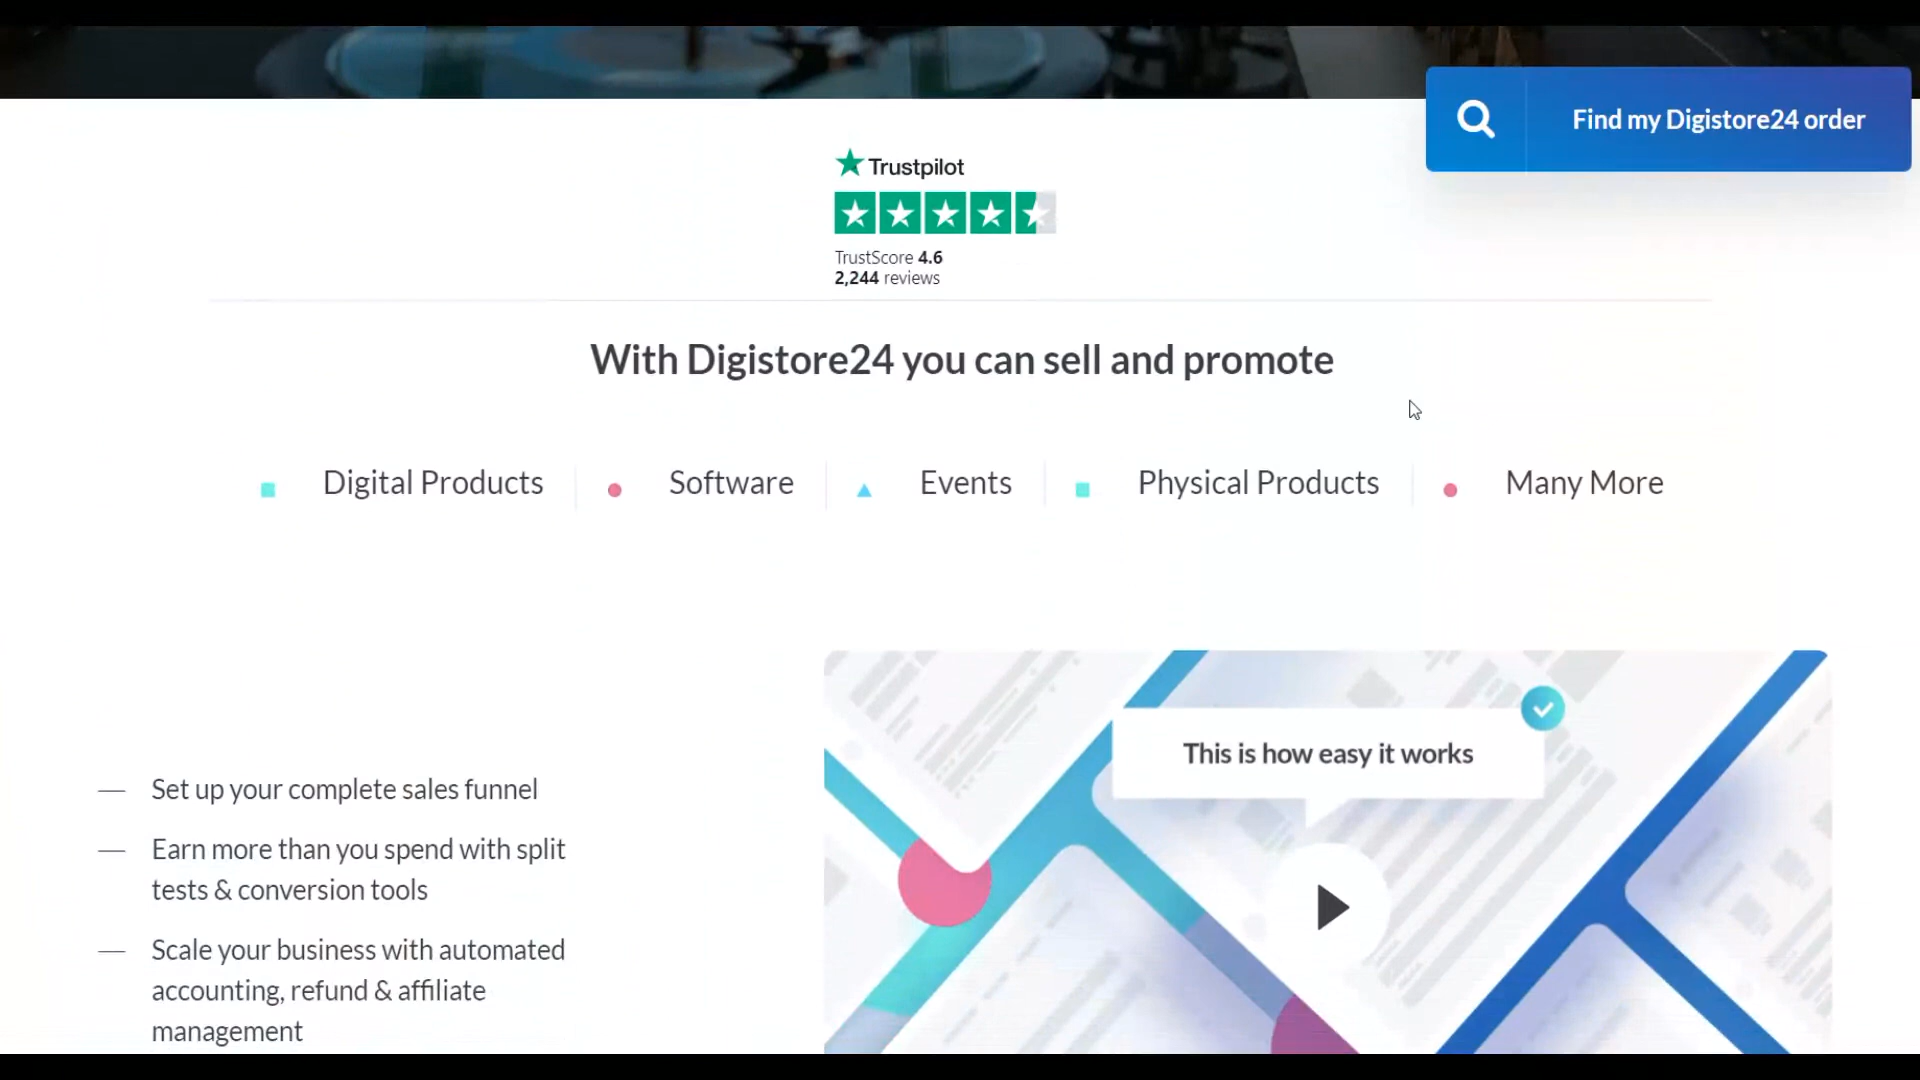 Find my Digistore24 order
Trustpilot
TrustScore 4.6
2,244 reviews
With Digistore24 you can sell and promote
Digital Products
Software
Events
Physical Products
Many More
This is how easy it works
— Set up your complete sales funnel
— Earn more than you spend with split
tests & conversion tools
— Scale your business with automated
accounting, refund & affiliate
management